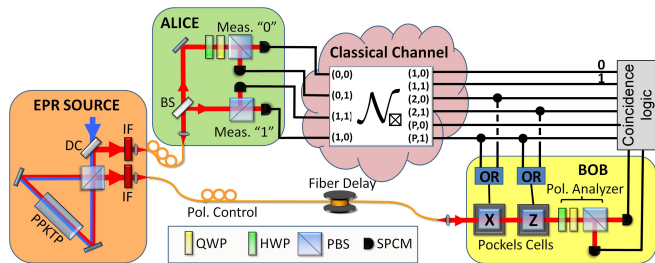 ALICE
Meas. “0”
BS
Meas. “1”
Classical Channel
(0,0)
(0,1)
(1,1)
(1,0)
N
(1,0)
(1,1)
(2,0)
(2,1)
(P,0)
(P,1)
0
1
Coincidence
logic
EPR SOURCE
DC
IF
IF
PPKTP
Pol. Control
Fiber Delay
OR
OR
BOB
Pol. Analyzer
X
Z
Pockels Cells
QWP
HWP
PBS
SPCM